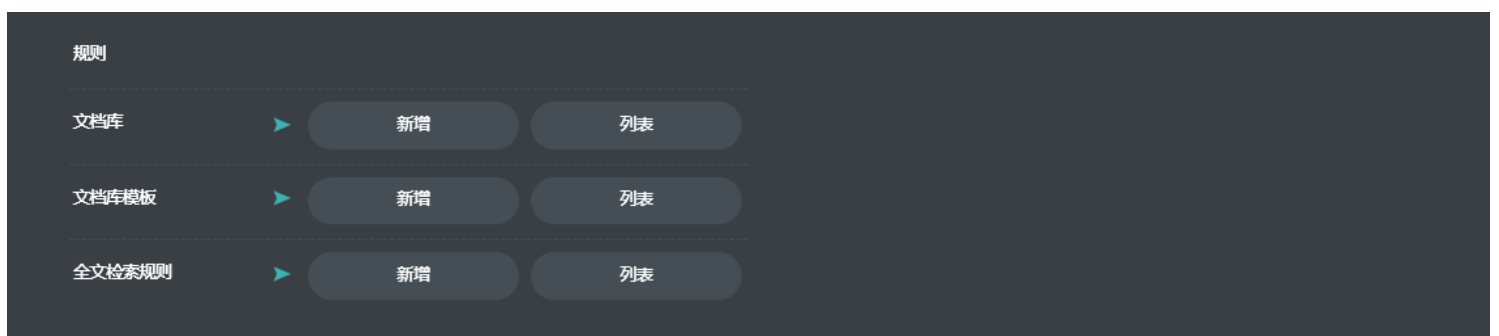 规则
文档库 新增 列表
文档库模板 新增 列表
全文检索规则 新增 列表